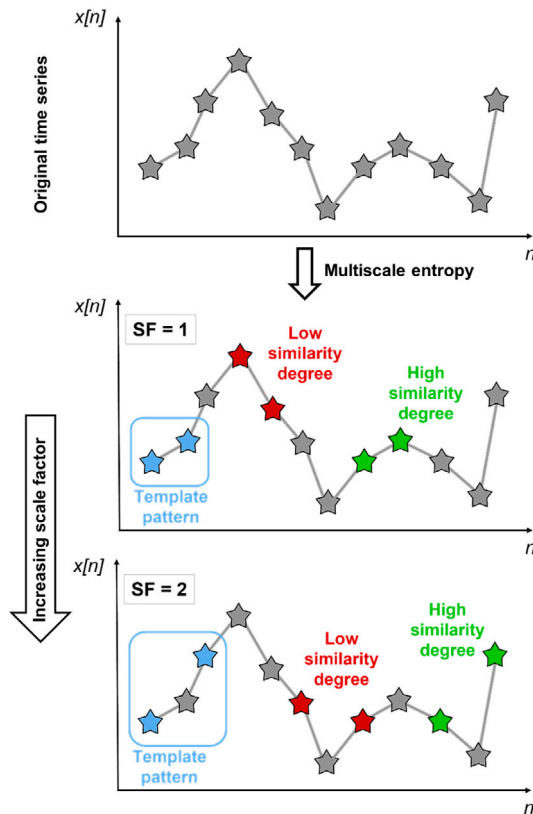 x[n]
Original time series
n
Multiscale entropy
x[n]
SF = 1
Low
similarity
degree
High
similarity
degree
Template
pattern
n
Increasing scale factor
x[n]
SF = 2
High
similarity
degree
Low
similarity
degree
Template
pattern
n